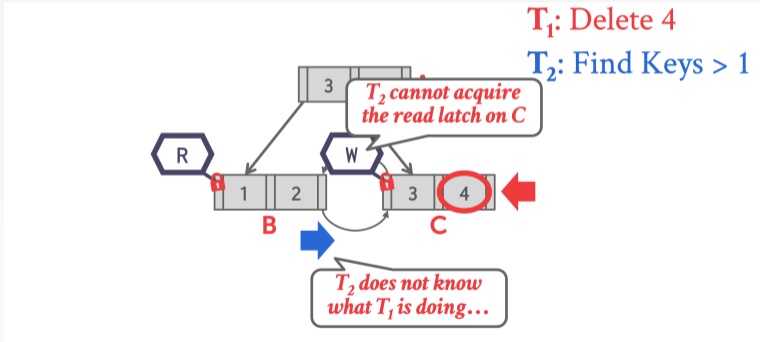 T₁: Delete 4
T₂: Find Keys > 1
3
T₂ cannot acquire
the read latch on C
R
W
1 2
3 4
B
C
T₂ does not know
what T₁ is doing...